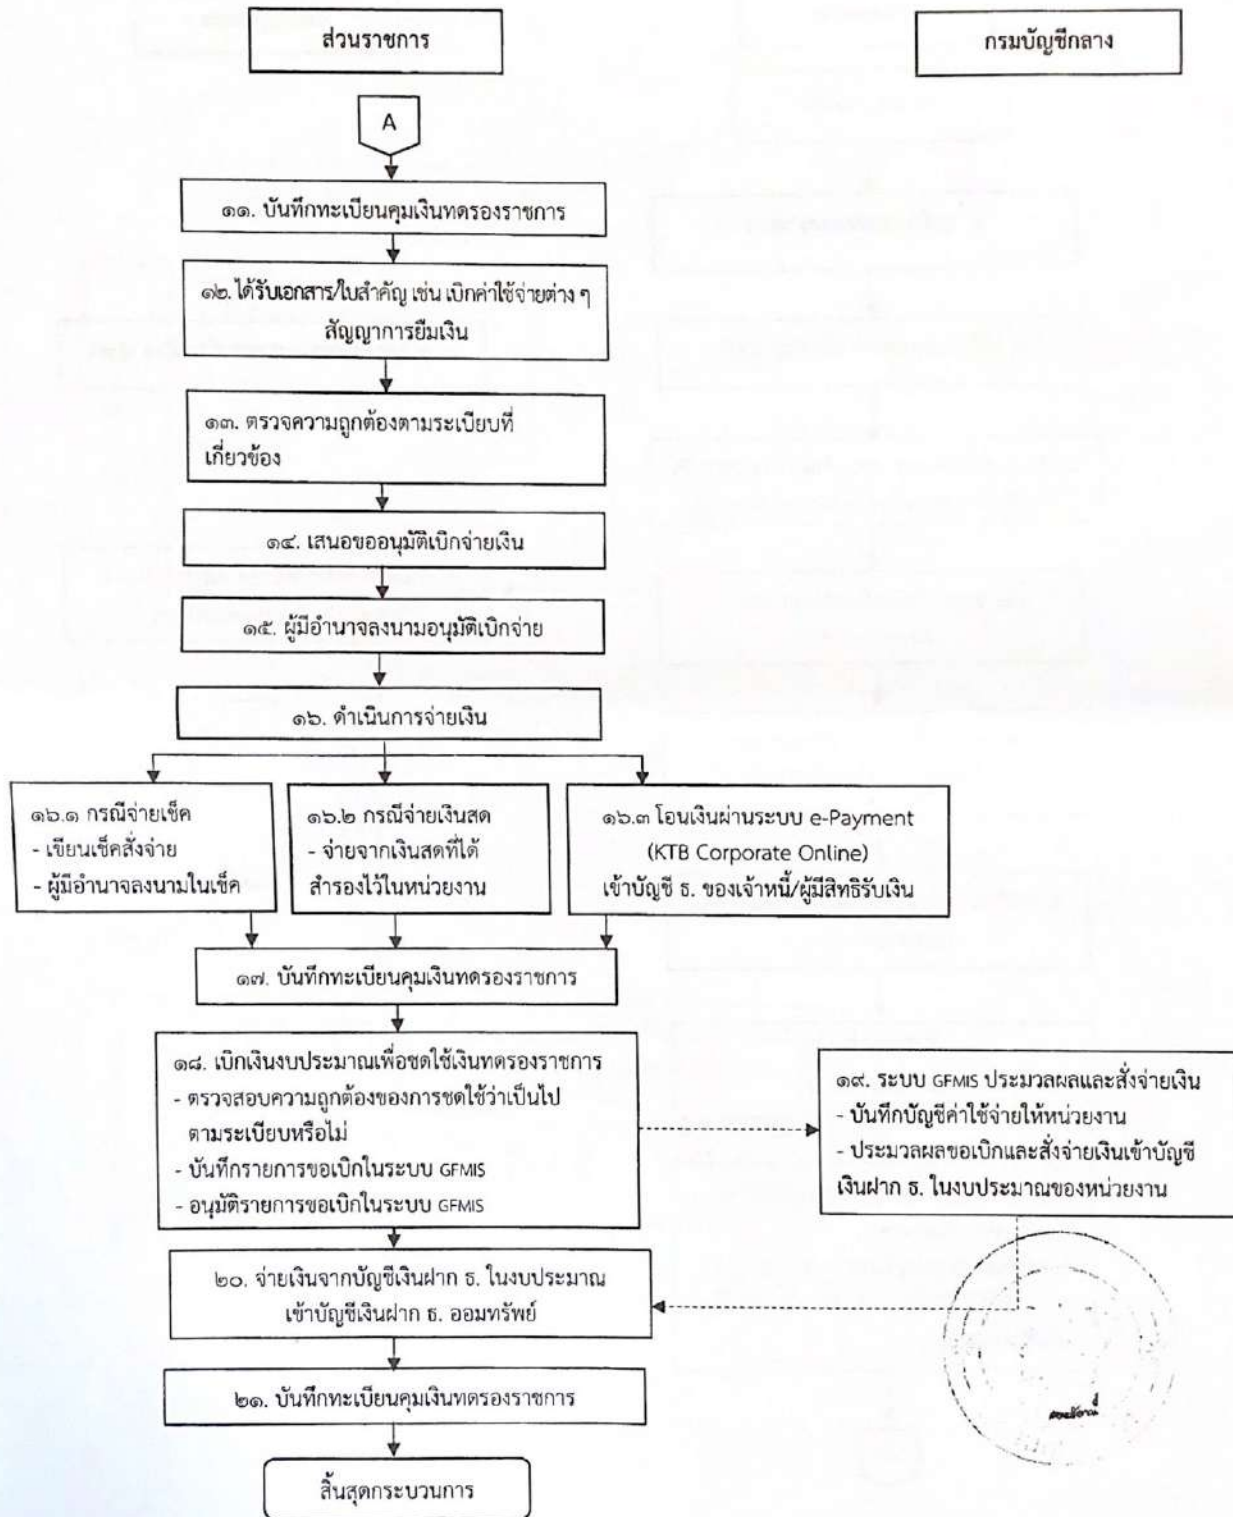 ส่วนราชการ
กรมบัญชีกลาง
A
๑๑. บันทึกทะเบียนคุมเงินทดรองราชการ
๑๒. ได้รับเอกสาร/ใบสำคัญ เช่น เบิกค่าใช้จ่ายต่าง ๆ
สัญญาการยืมเงิน
๑๓. ตรวจความถูกต้องตามระเบียบที่
เกี่ยวข้อง
๑๔. เสนอขออนุมัติเบิกจ่ายเงิน
๑๕. ผู้มีอำนาจลงนามอนุมัติเบิกจ่าย
๑๖. ดำเนินการจ่ายเงิน
๑๖.๑ กรณีจ่ายเช็ค
- เขียนเช็คสั่งจ่าย
- ผู้มีอำนาจลงนามในเช็ค
๑๖.๒ กรณีจ่ายเงินสด
- จ่ายจากเงินสดที่ได้
สำรองไว้ในหน่วยงาน
๑๖.๓ โอนเงินผ่านระบบ e-Payment
(KTB Corporate Online)
เข้าบัญชี ธ. ของเจ้าหนี้/ผู้มีสิทธิรับเงิน
๑๗. บันทึกทะเบียนคุมเงินทดรองราชการ
๑๘. เบิกเงินงบประมาณเพื่อชดใช้เงินทดรองราชการ
- ตรวจสอบความถูกต้องของการชดใช้ว่าเป็นไป
ตามระเบียบหรือไม่
- บันทึกรายการขอเบิกในระบบ GFMIS
- อนุมัติรายการขอเบิกในระบบ GFMIS
๑๙. ระบบ GFMIS ประมวลผลและสั่งจ่ายเงิน
- บันทึกบัญชีค่าใช้จ่ายให้หน่วยงาน
- ประมวลผลขอเบิกและสั่งจ่ายเงินเข้าบัญชี
เงินฝาก ธ. ในงบประมาณของหน่วยงาน
๒๐. จ่ายเงินจากบัญชีเงินฝาก ธ. ในงบประมาณ
เข้าบัญชีเงินฝาก ธ. ออมทรัพย์
๒๑. บันทึกทะเบียนคุมเงินทดรองราชการ
สิ้นสุดกระบวนการ